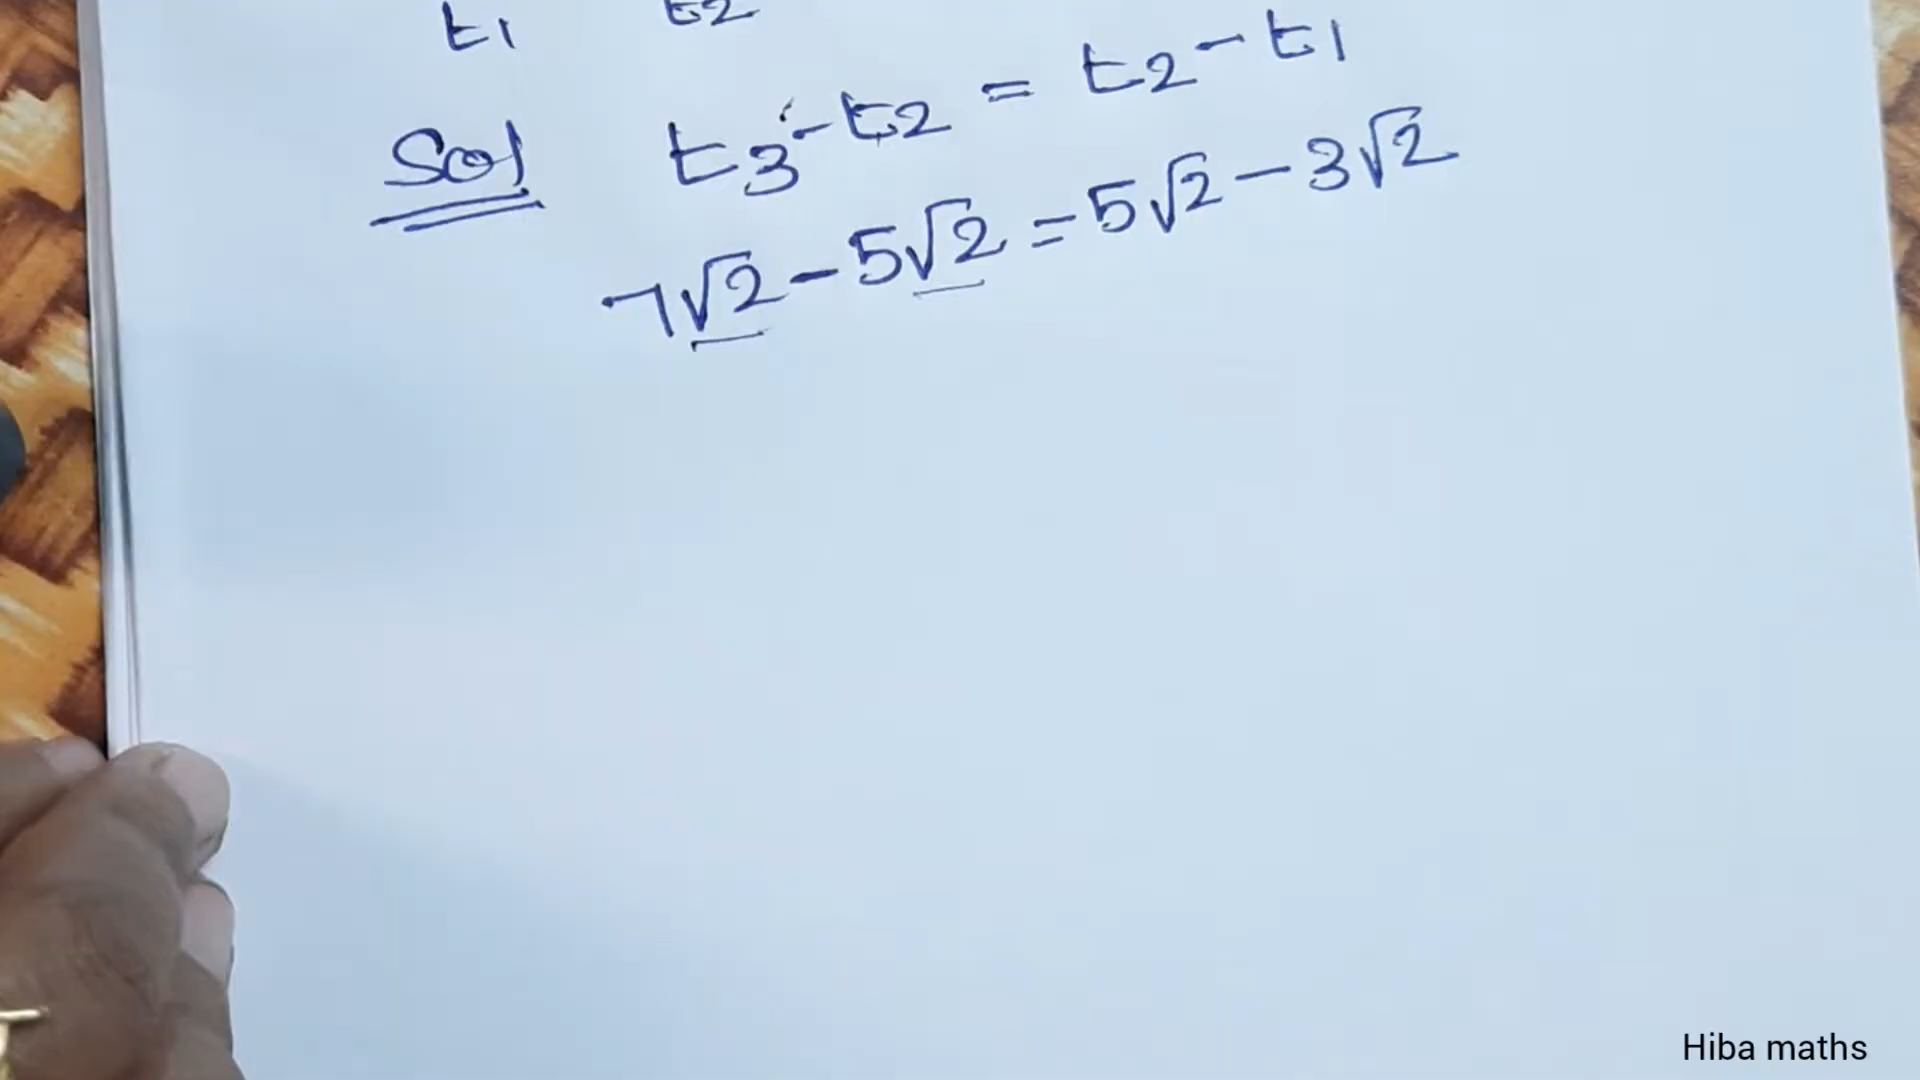 t1 t2
Sol t3 - t2 = t2 - t1
7√2 - 5√2 = 5√2 - 3√2
Hiba maths